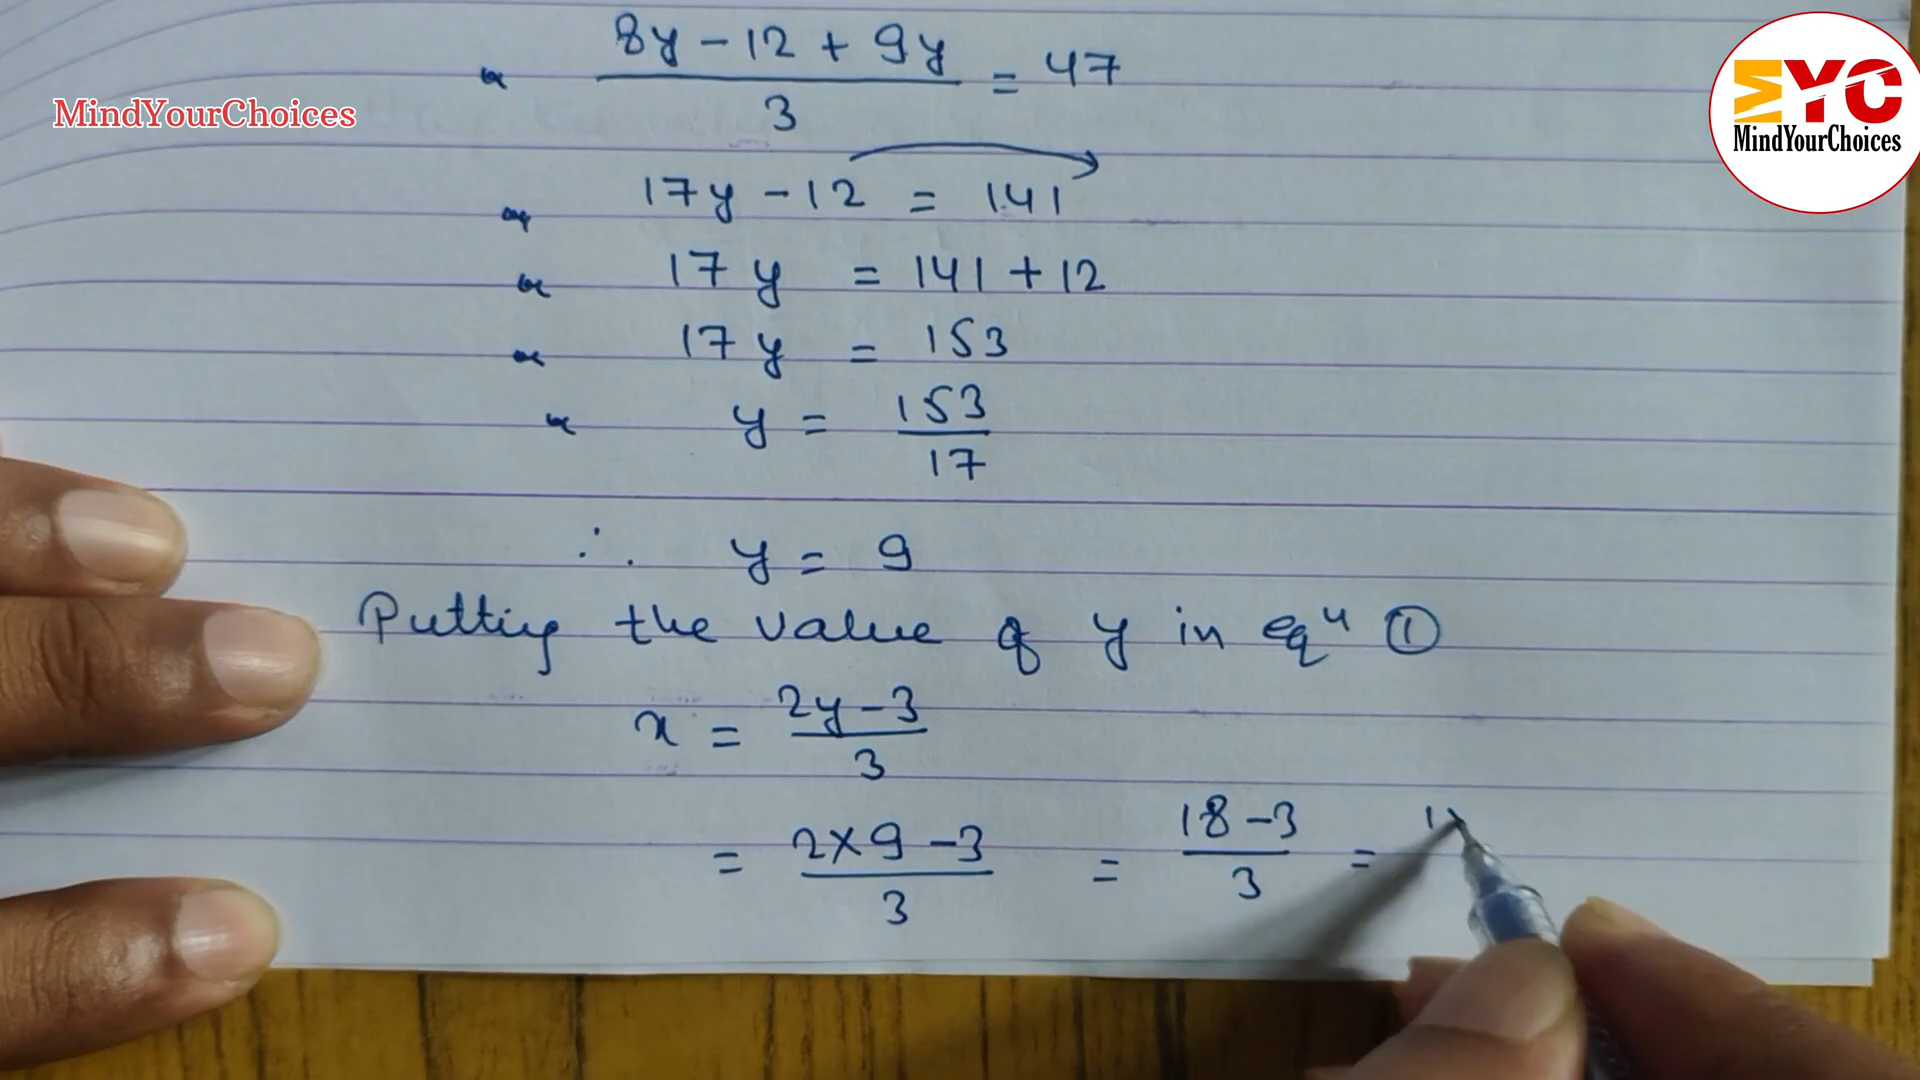 MindYourChoices
MYC
MindYourChoices
(8y - 12 + 9y)/3 = 47
17y - 12 = 141
17y = 141 + 12
17y = 153
y = 153/17
∴ y = 9
Putting the value of y in eqⁿ ①
x = (2y - 3)/3
= (2×9 - 3)/3 = (18 - 3)/3 =